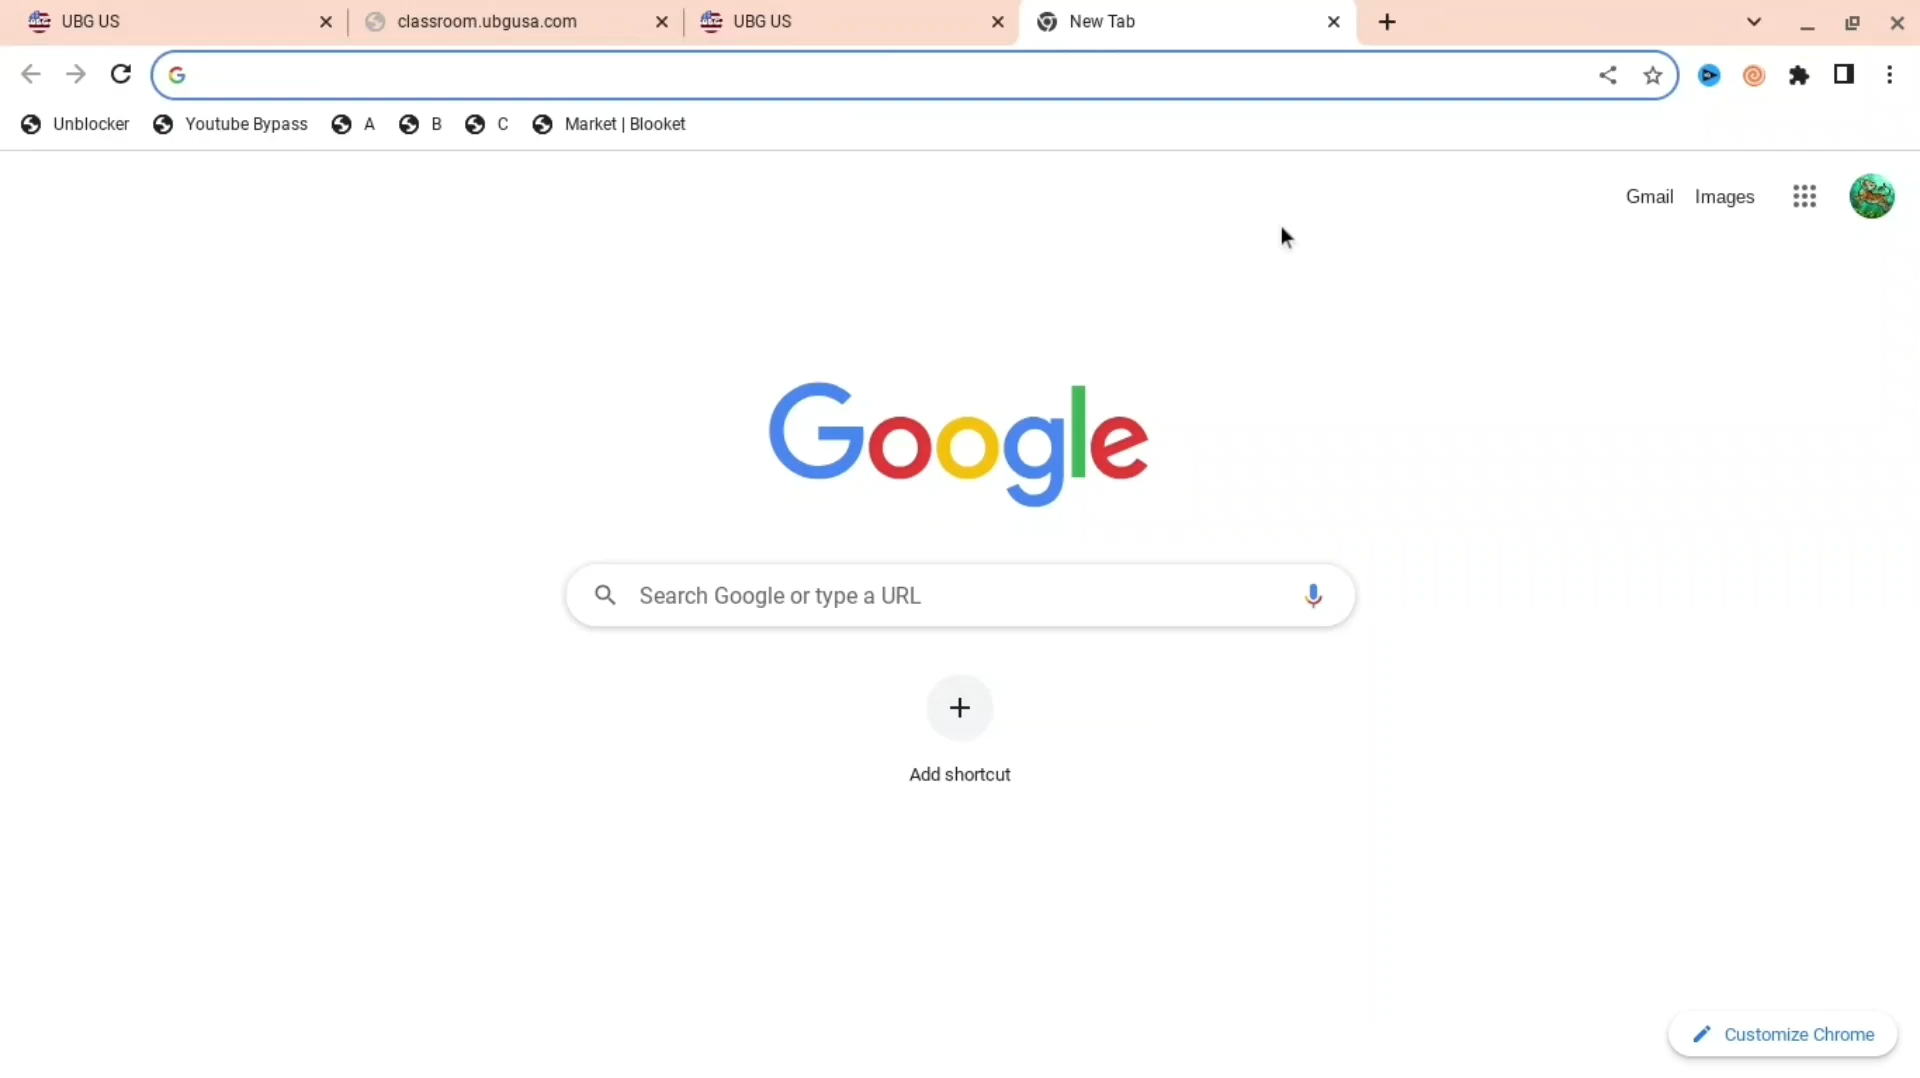 UBG US
classroom.ubgusa.com
UBG US
New Tab
Unblocker
Youtube Bypass
A
B
C
Market | Blooket
Gmail
Images
Google
Search Google or type a URL
Add shortcut
Customize Chrome